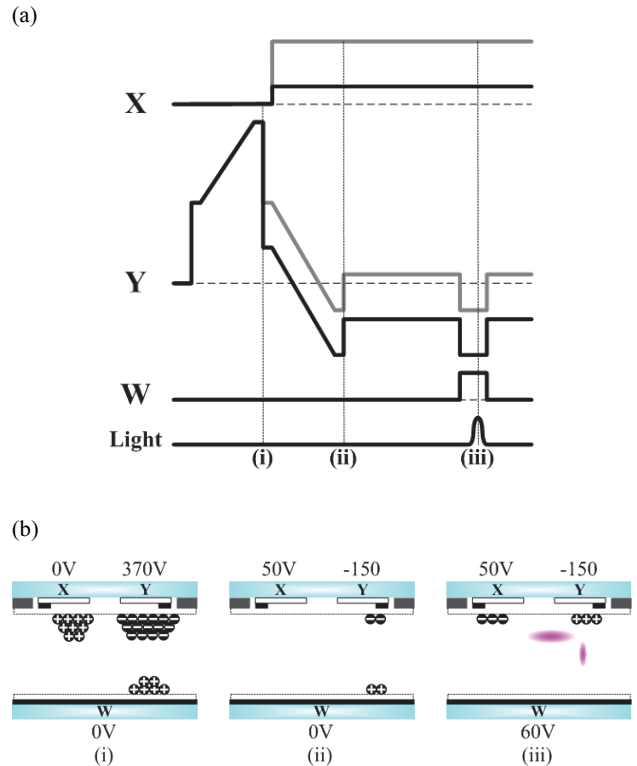 (a)
X
Y
W
Light
(i) (ii) (iii)
(b)
0V 370V 50V -150 50V -150
X Y X Y X Y
W W W
0V 0V 60V
(i) (ii) (iii)